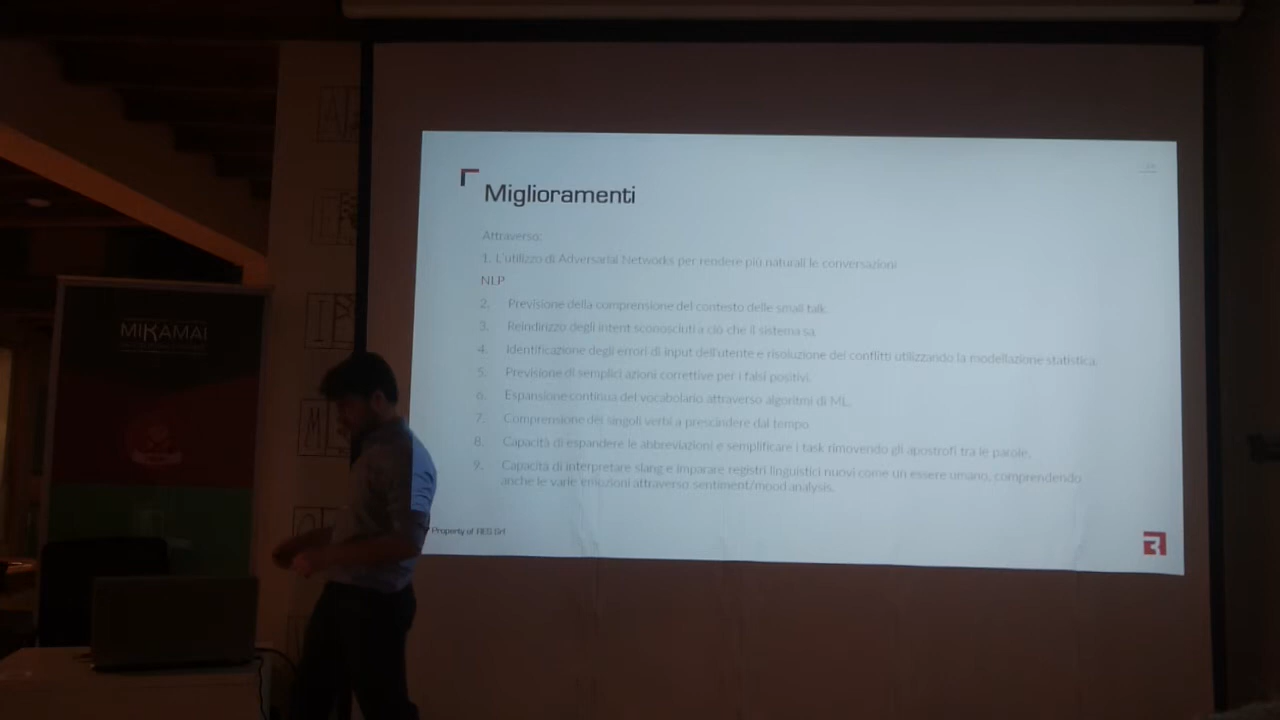 MIKAMAI
Miglioramenti
Attraverso:
1. L'utilizzo di Adversarial Networks per rendere più naturali le conversazioni
NLP
2. Previsione della comprensione del contesto delle small talk.
3. Reindirizzo degli intent sconosciuti a ciò che il sistema sa.
4. Identificazione degli errori di input dell'utente e risoluzione dei conflitti utilizzando la modellazione statistica.
5. Previsione di semplici azioni correttive per i falsi positivi.
6. Espansione continua del vocabolario attraverso algoritmi di ML.
7. Comprensione dei singoli verbi a prescindere dal tempo
8. Capacità di espandere le abbreviazioni e semplificare i task rimovendo gli apostrofi tra le parole.
9. Capacità di interpretare slang e imparare registri linguistici nuovi come un essere umano, comprendendo
anche le varie emozioni attraverso sentiment/mood analysis.
Property of